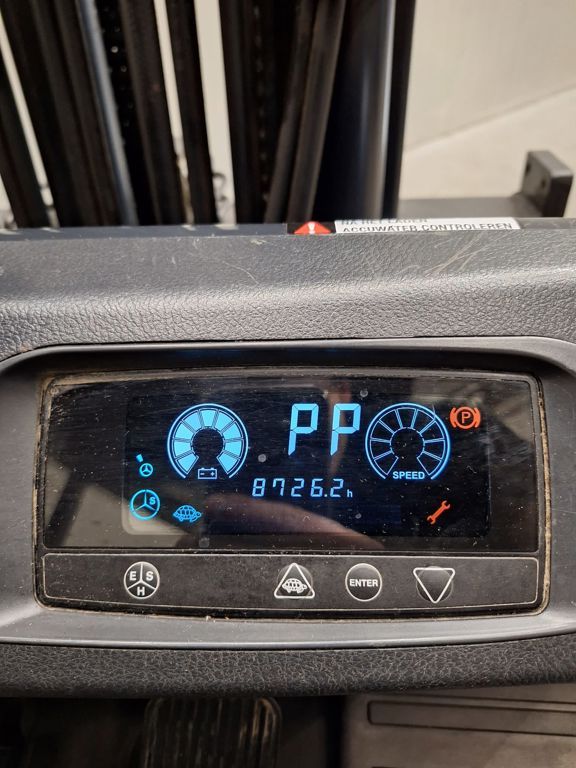 NA HET LADEN
ACCUWATER CONTROLEREN
PP
P
SPEED
8726.2h
S
E S
H
ENTER